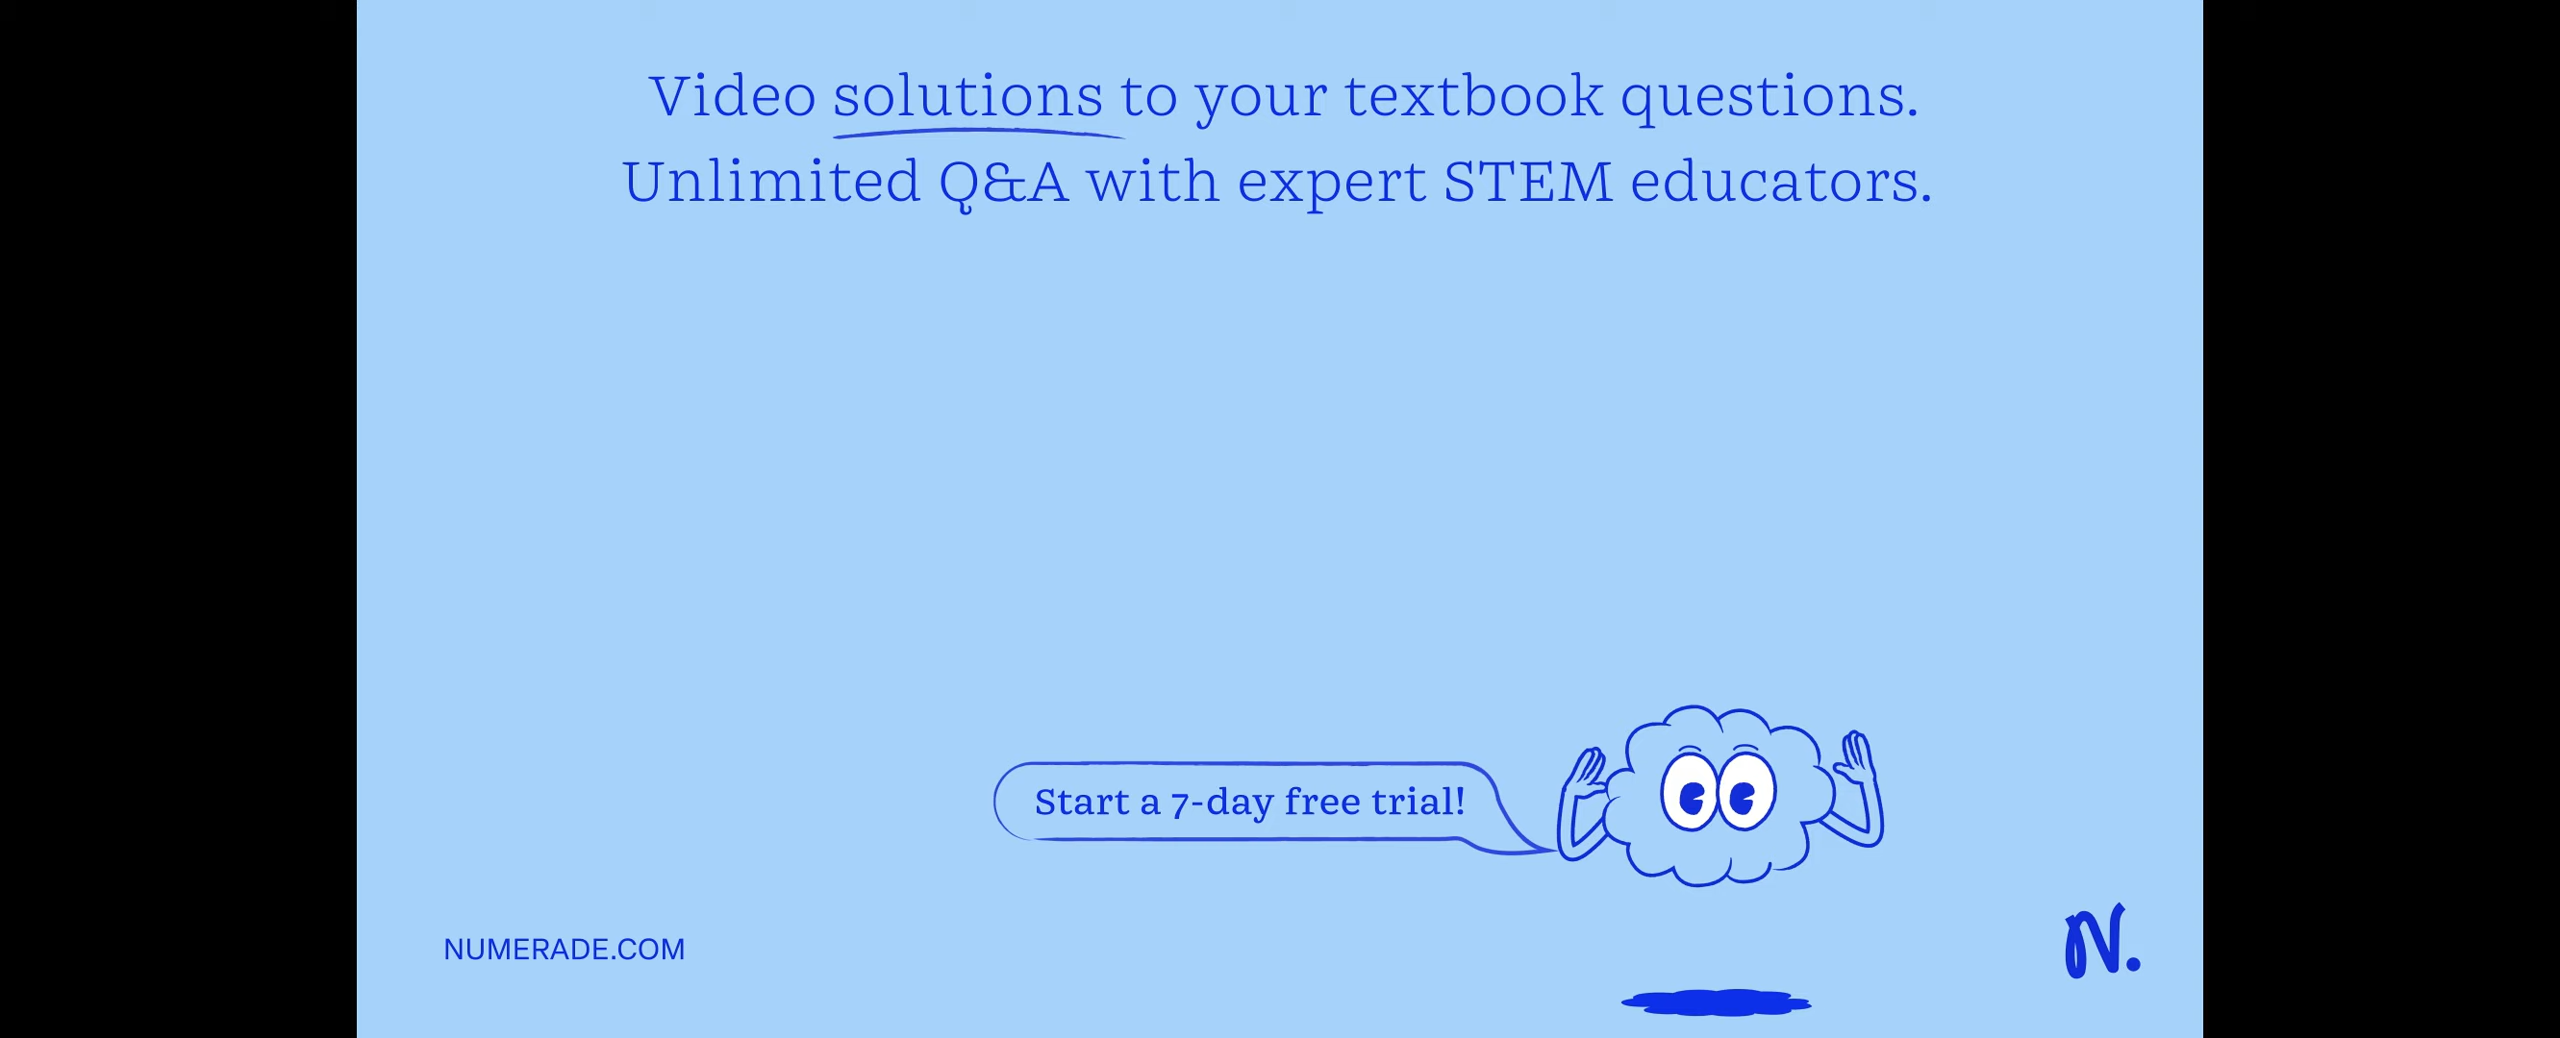 Video solutions to your textbook questions.
Unlimited Q&A with expert STEM educators.
Start a 7-day free trial!
NUMERADE.COM
N.